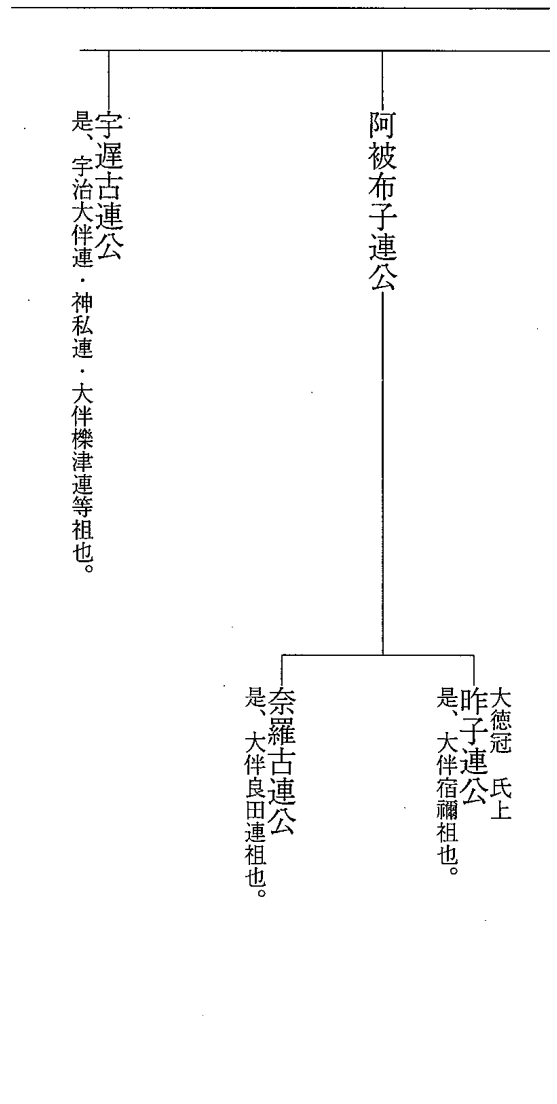 阿被布子連公
大徳冠　氏上
昨子連公
是、大伴宿禰祖也。
奈羅古連公
是、大伴良田連祖也。
宇遅古連公
是、宇治大伴連・神私連・大伴櫟津連等祖也。